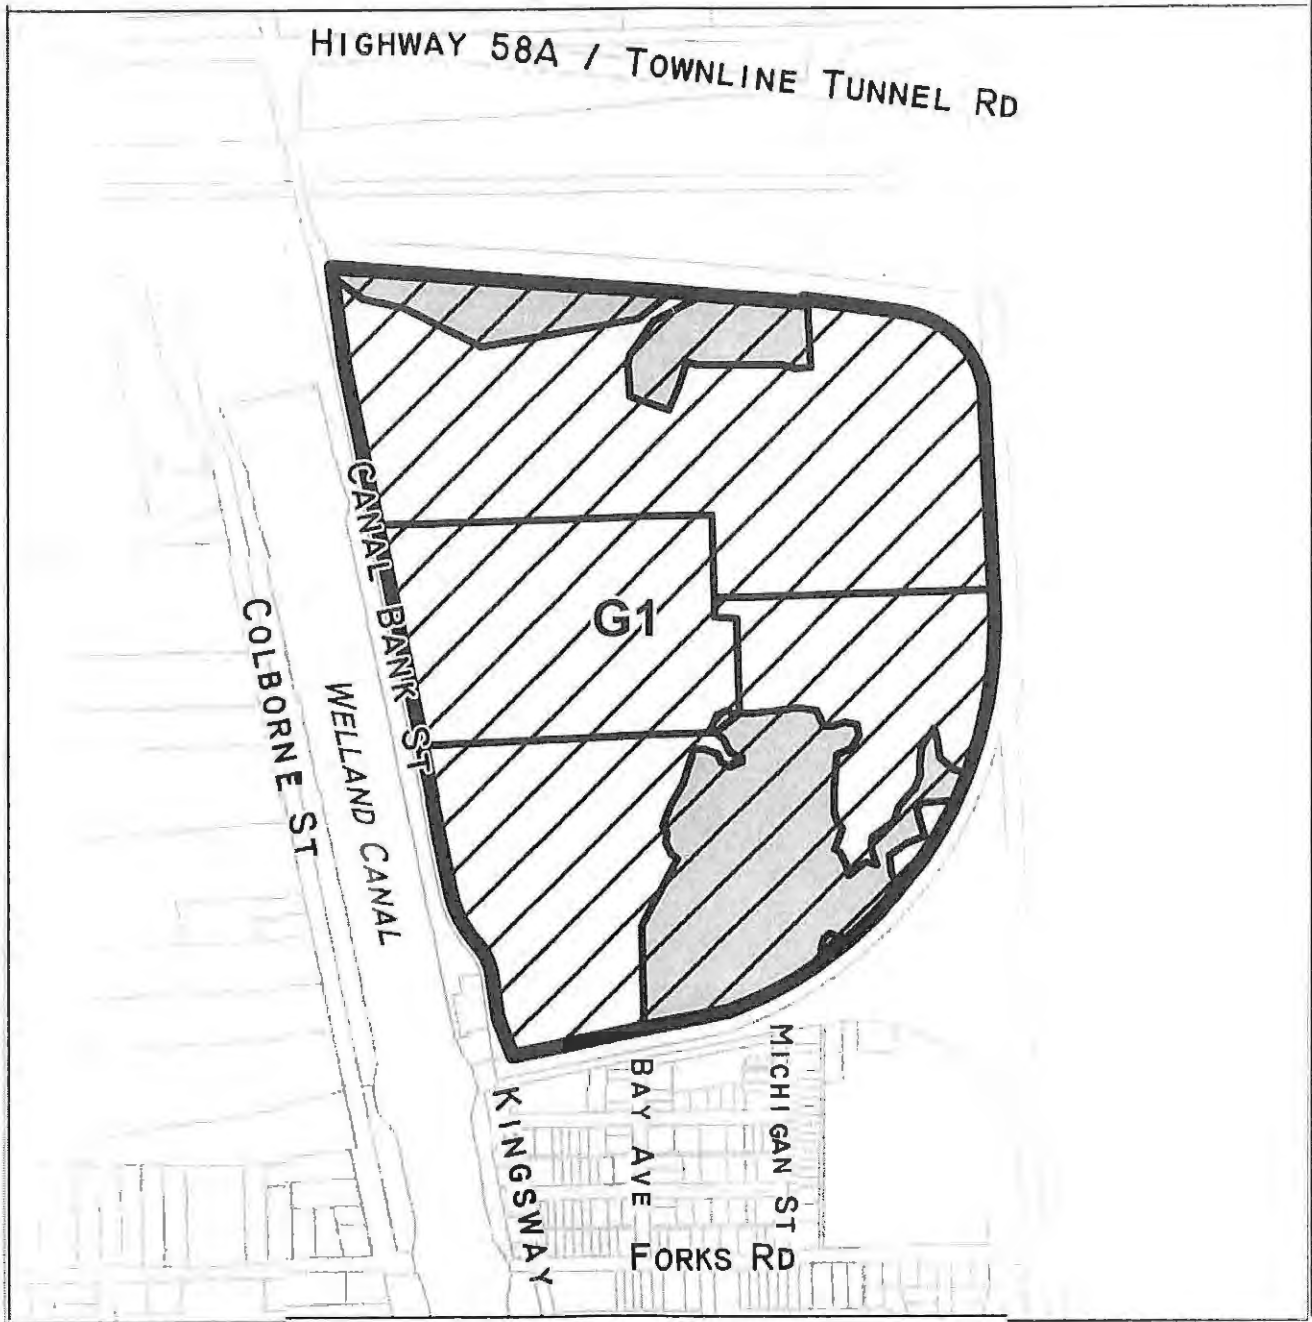 HIGHWAY 58A / TOWNLINE TUNNEL RD
CANAL BANK ST
G1
COLBORNE ST
WELLAND CANAL
KINGSWAY
BAY AVE
MICHIGAN ST
FORKS RD